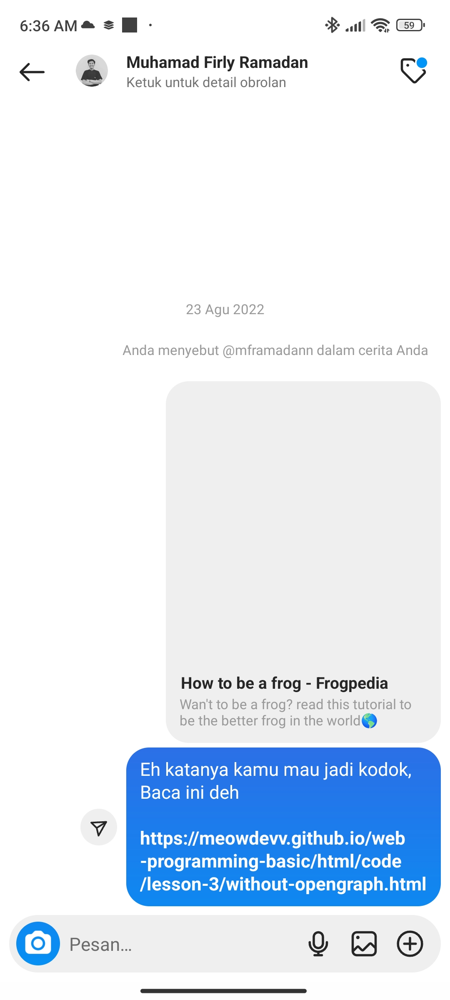 6:36 AM
59
Muhamad Firly Ramadan
Ketuk untuk detail obrolan
23 Agu 2022
Anda menyebut @mframadann dalam cerita Anda
How to be a frog - Frogpedia
Wan't to be a frog? read this tutorial to
be the better frog in the world🌎
Eh katanya kamu mau jadi kodok,
Baca ini deh
https://meowdevv.github.io/web
-programming-basic/html/code
/lesson-3/without-opengraph.html
Pesan...